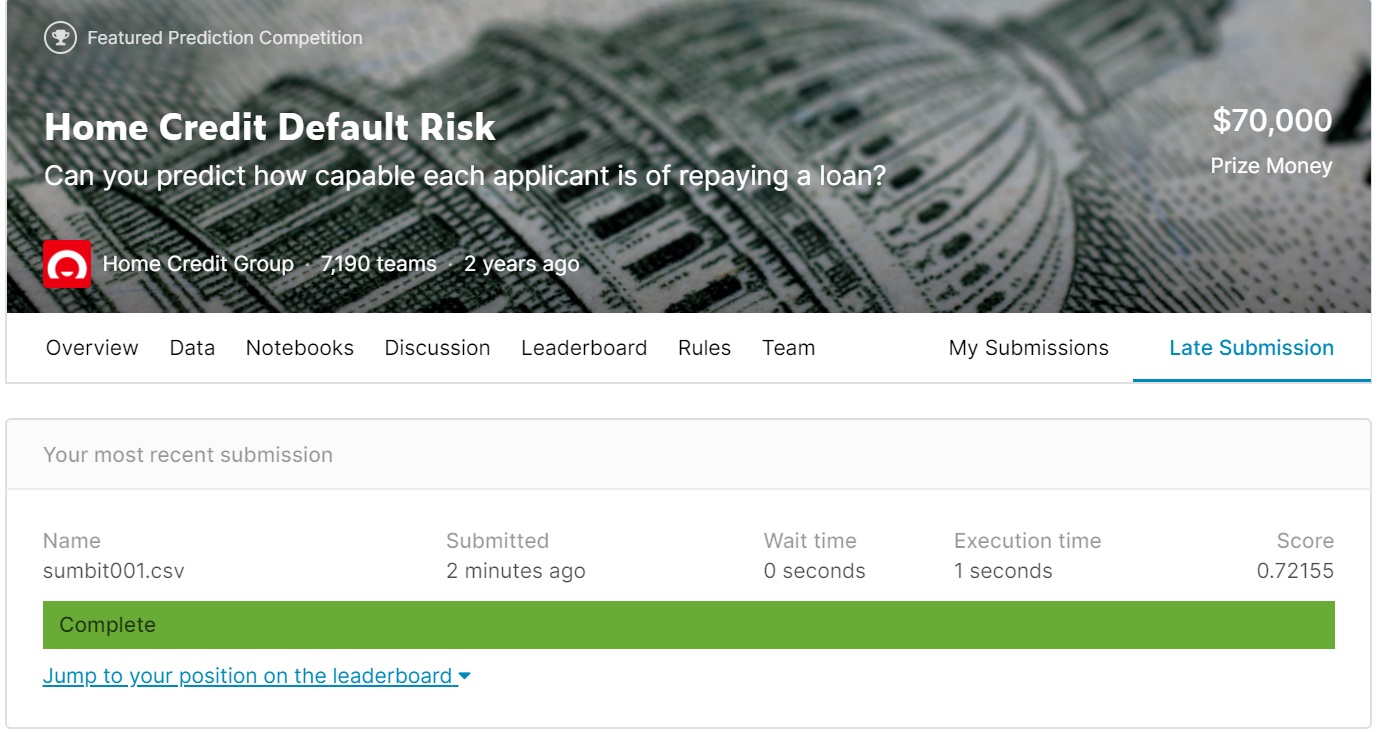 Featured Prediction Competition
Home Credit Default Risk
Can you predict how capable each applicant is of repaying a loan?
$70,000
Prize Money
Home Credit Group · 7,190 teams · 2 years ago
Overview Data Notebooks Discussion Leaderboard Rules Team My Submissions Late Submission
Your most recent submission
Name Submitted Wait time Execution time Score
sumbit001.csv 2 minutes ago 0 seconds 1 seconds 0.72155
Complete
Jump to your position on the leaderboard